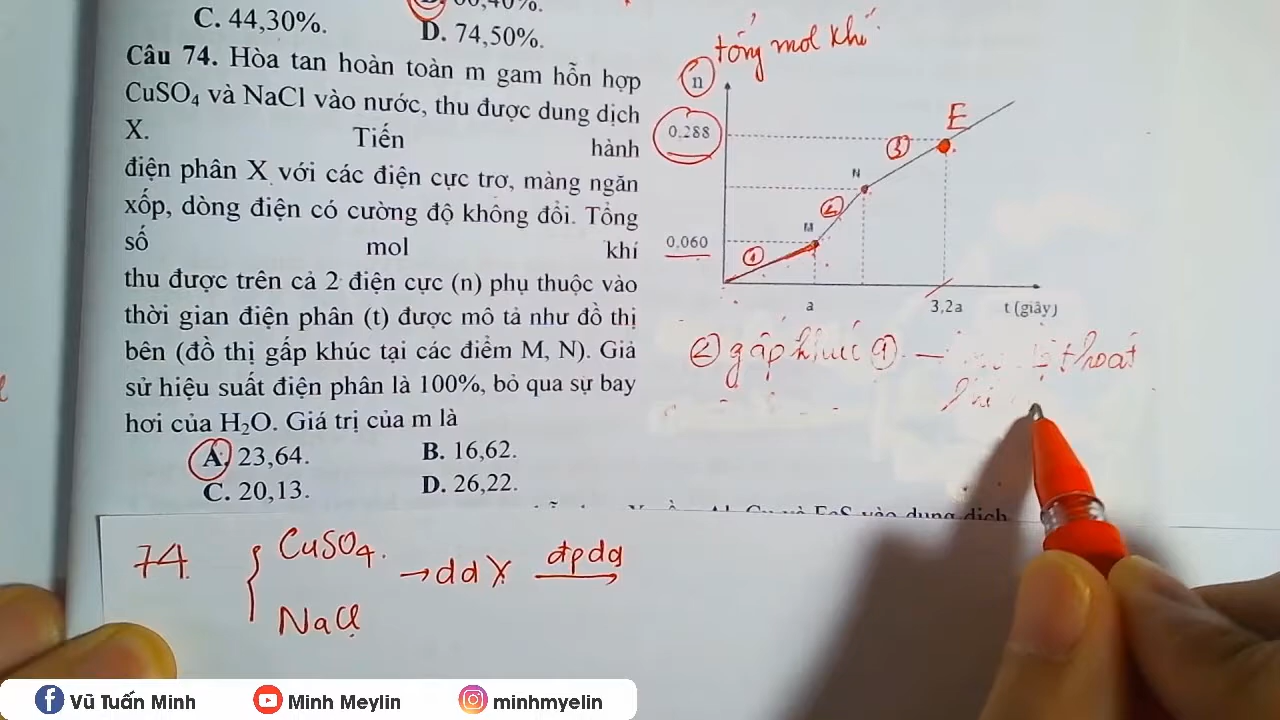 C. 44,30%.
D. 74,50%.
Câu 74. Hòa tan hoàn toàn m gam hỗn hợp
CuSO₄ và NaCl vào nước, thu được dung dịch
X. Tiến hành
điện phân X với các điện cực trơ, màng ngăn
xốp, dòng điện có cường độ không đổi. Tổng
số mol khí
thu được trên cả 2 điện cực (n) phụ thuộc vào
thời gian điện phân (t) được mô tả như đồ thị
bên (đồ thị gấp khúc tại các điểm M, N). Giả
sử hiệu suất điện phân là 100%, bỏ qua sự bay
hơi của H₂O. Giá trị của m là
A. 23,64.
B. 16,62.
C. 20,13.
D. 26,22.
tổng mol khí
n
0,288
E
3
N
2
M
0,060
1
a
3,2a
t (giây)
2 gấp khúc 1 thoát
74.
CuSO₄
NaCl
→ dd X đpdd
Vũ Tuấn Minh
Minh Meylin
minhmyelin